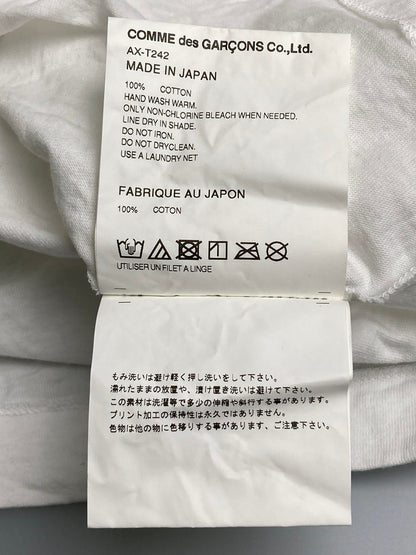 COMME des GARÇONS Co.,Ltd.
AX-T242
MADE IN JAPAN
100% COTTON
HAND WASH WARM.
ONLY NON-CHLORINE BLEACH WHEN NEEDED.
LINE DRY IN SHADE.
DO NOT IRON.
DO NOT DRYCLEAN.
USE A LAUNDRY NET
FABRIQUE AU JAPON
100% COTON
UTILISER UN FILET A LINGE
もみ洗いは避け軽く押し洗いをして下さい。
濡れたままの放置や、漬け置き洗いは避けて下さい。
この素材は洗濯等で多少の伸縮や斜行する事があります。
プリント加工の保持性は永久ではありません。
色物は他の物に色移りする事があります、ご注意下さい。